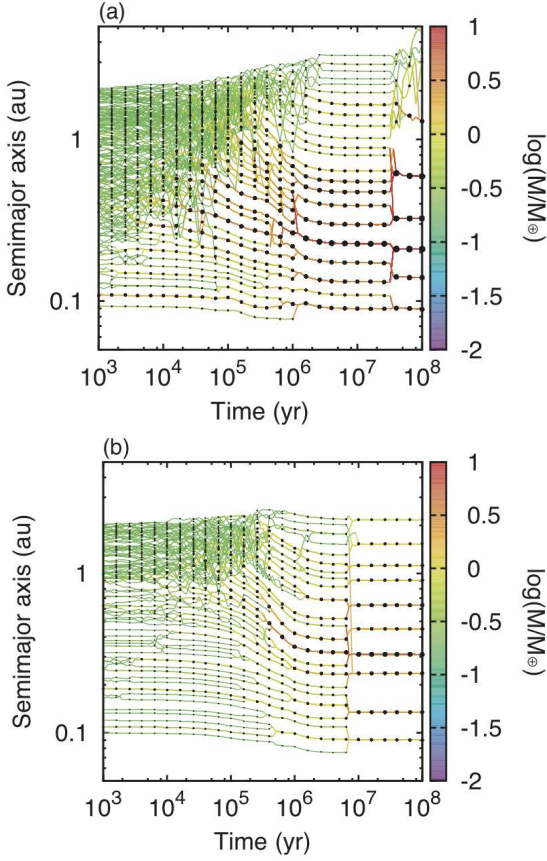 (a)
Semimajor axis (au)
1
0.1
10³ 10⁴ 10⁵ 10⁶ 10⁷ 10⁸
Time (yr)
1
0.5
0
-0.5
-1
-1.5
-2
log(M/M⊕)
(b)
Semimajor axis (au)
1
0.1
10³ 10⁴ 10⁵ 10⁶ 10⁷ 10⁸
Time (yr)
1
0.5
0
-0.5
-1
-1.5
-2
log(M/M⊕)